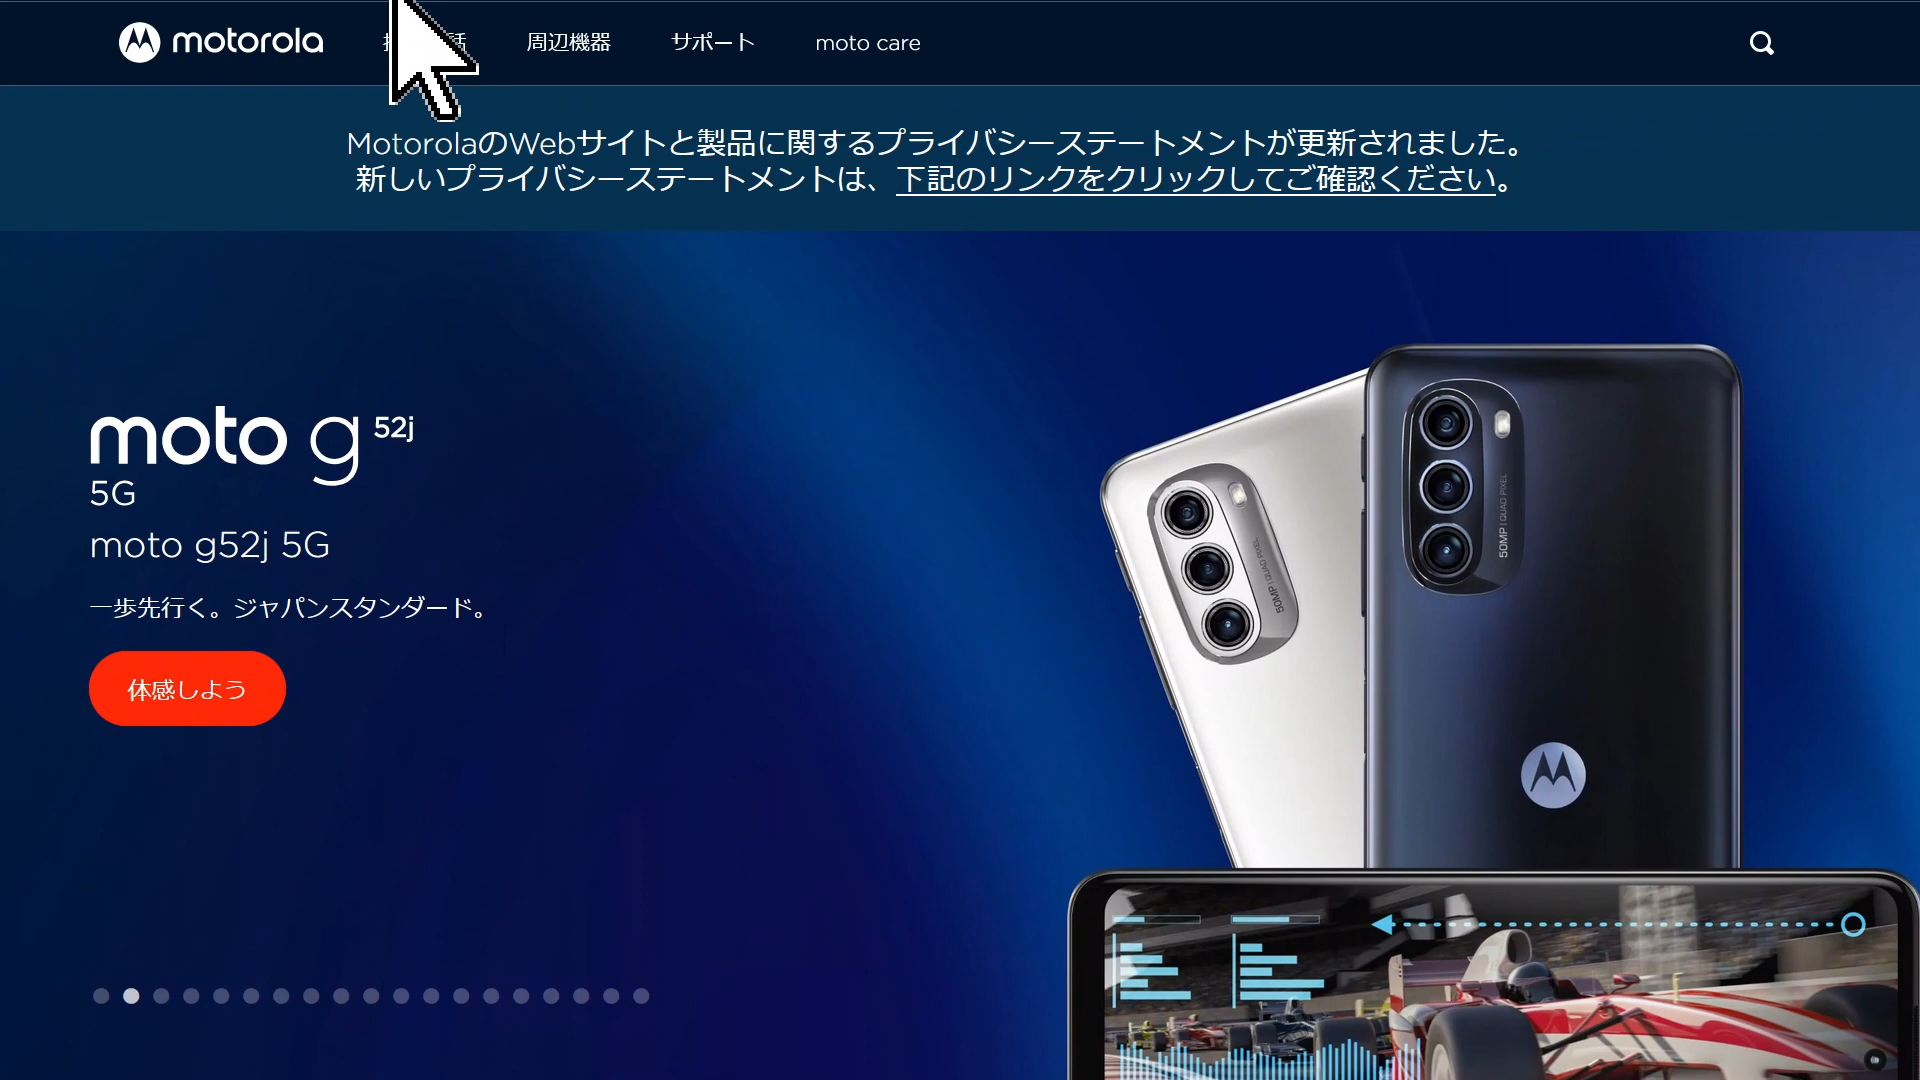 motorola
周辺機器
サポート
moto care
MotorolaのWebサイトと製品に関するプライバシーステートメントが更新されました。
新しいプライバシーステートメントは、下記のリンクをクリックしてご確認ください。
moto g 52j
5G
moto g52j 5G
一歩先行く。ジャパンスタンダード。
体感しよう
50MP | QUAD PIXEL
50MP | QUAD PIXEL